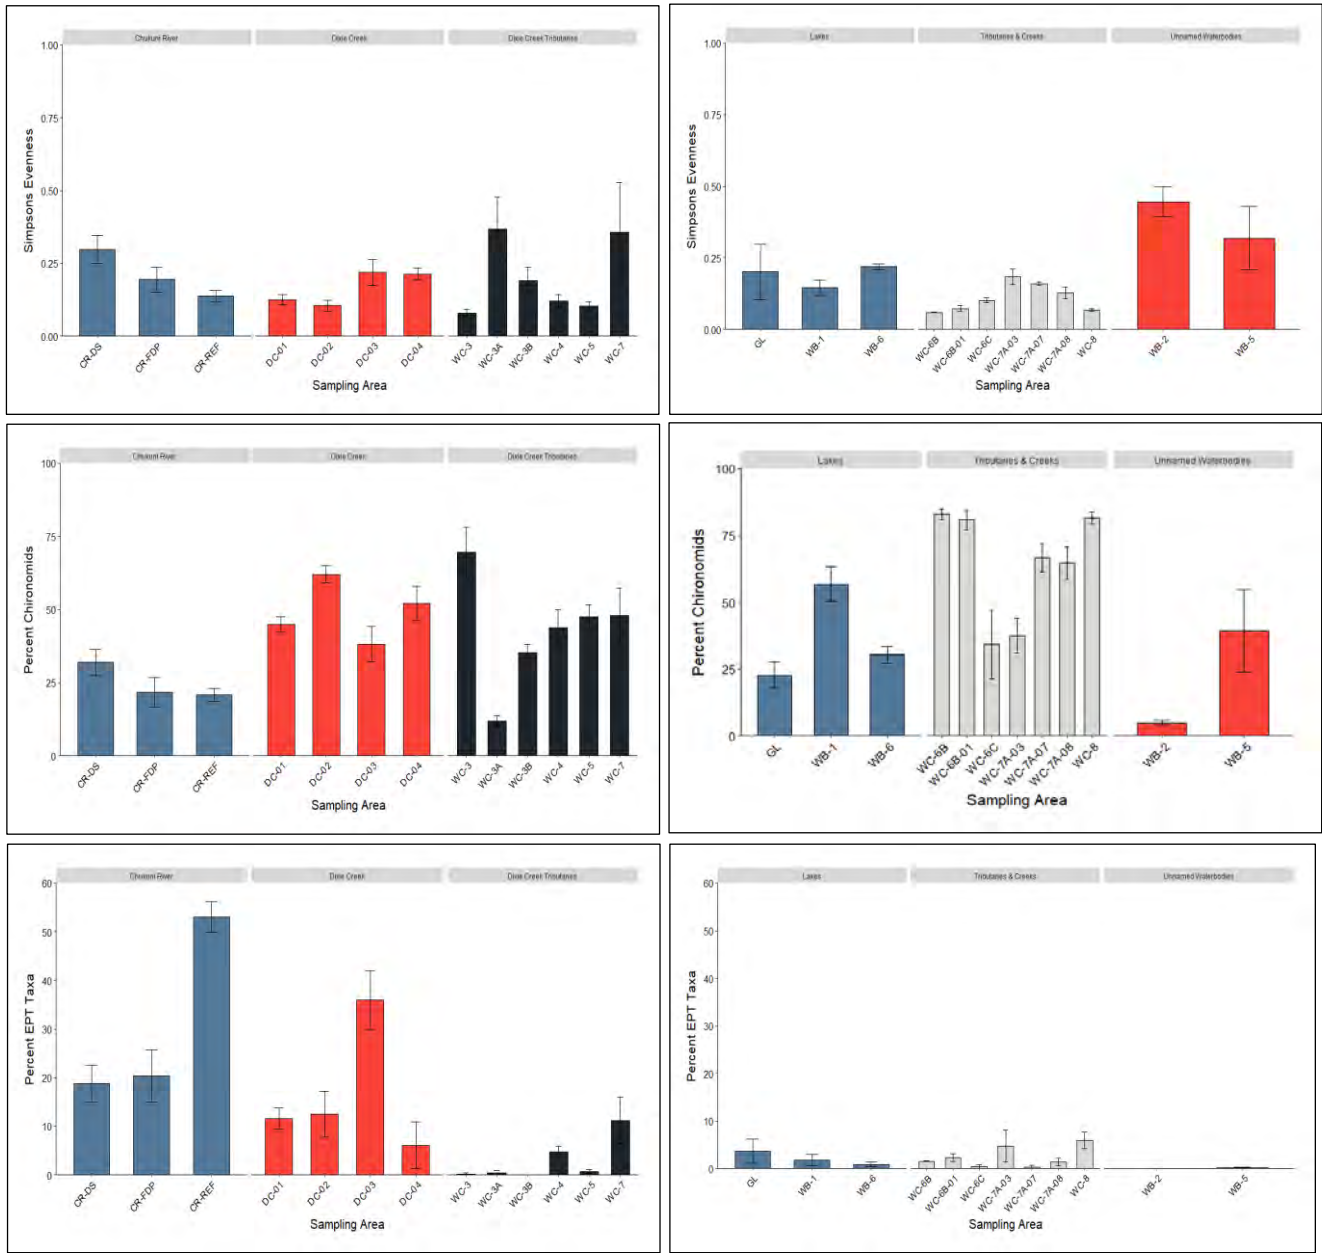 Chukuni River Dixie Creek Dixie Creek Tributaries
1.00
0.75
0.50
0.25
0.00
Simpsons Evenness
CR-DS CR-FDP CR-REF DC-01 DC-02 DC-03 DC-04 WC-3 WC-3A WC-3B WC-4 WC-5 WC-7
Sampling Area
Lakes Tributaries & Creeks Unnamed Waterbodies
1.00
0.75
0.50
0.25
0.00
Simpsons Evenness
GL WB-1 WB-6 WC-6B WC-6B-01 WC-6C WC-7A-03 WC-7A-07 WC-7A-08 WC-8 WB-2 WB-5
Sampling Area
Chukuni River Dixie Creek Dixie Creek Tributaries
100
75
50
25
0
Percent Chironomids
CR-DS CR-FDP CR-REF DC-01 DC-02 DC-03 DC-04 WC-3 WC-3A WC-3B WC-4 WC-5 WC-7
Sampling Area
Lakes Tributaries & Creeks Unnamed Waterbodies
100
75
50
25
0
Percent Chironomids
GL WB-1 WB-6 WC-6B WC-6B-01 WC-6C WC-7A-03 WC-7A-07 WC-7A-08 WC-8 WB-2 WB-5
Sampling Area
Chukuni River Dixie Creek Dixie Creek Tributaries
60
50
40
30
20
10
0
Percent EPT Taxa
CR-DS CR-FDP CR-REF DC-01 DC-02 DC-03 DC-04 WC-3 WC-3A WC-3B WC-4 WC-5 WC-7
Sampling Area
Lakes Tributaries & Creeks Unnamed Waterbodies
60
50
40
30
20
10
0
Percent EPT Taxa
GL WB-1 WB-6 WC-6B WC-6B-01 WC-6C WC-7A-03 WC-7A-07 WC-7A-08 WC-8 WB-2 WB-5
Sampling Area